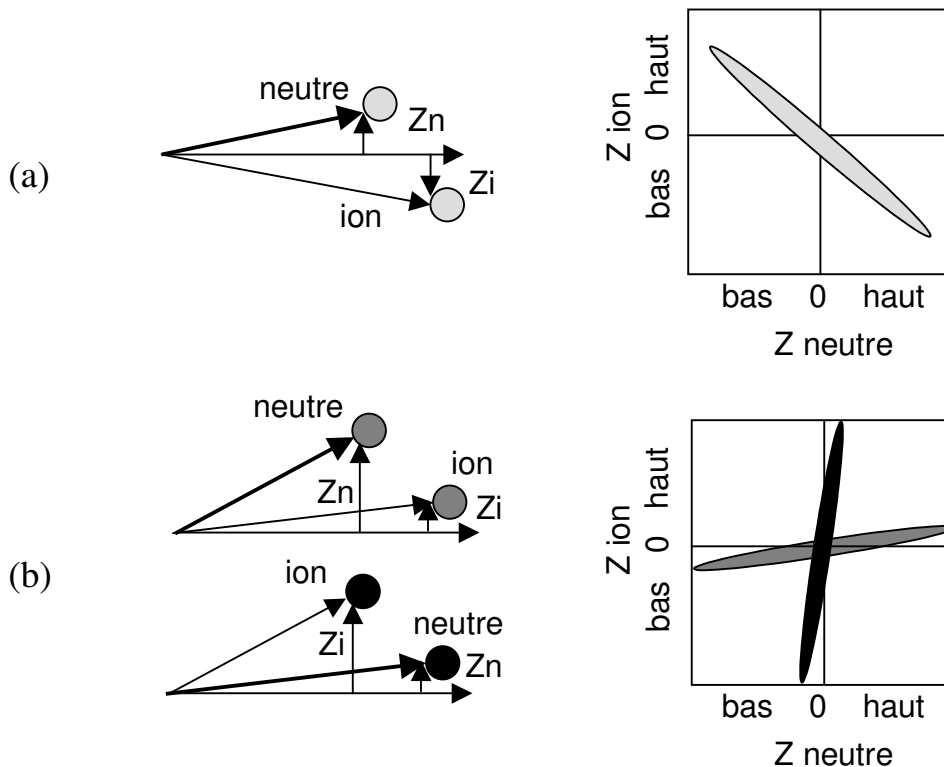 neutre
Zn
(a)
Zi
ion
Z ion
bas 0 haut
bas 0 haut
Z neutre
neutre
ion
Zn
Zi
(b)
ion
neutre
Zi
Zn
Z ion
bas 0 haut
bas 0 haut
Z neutre